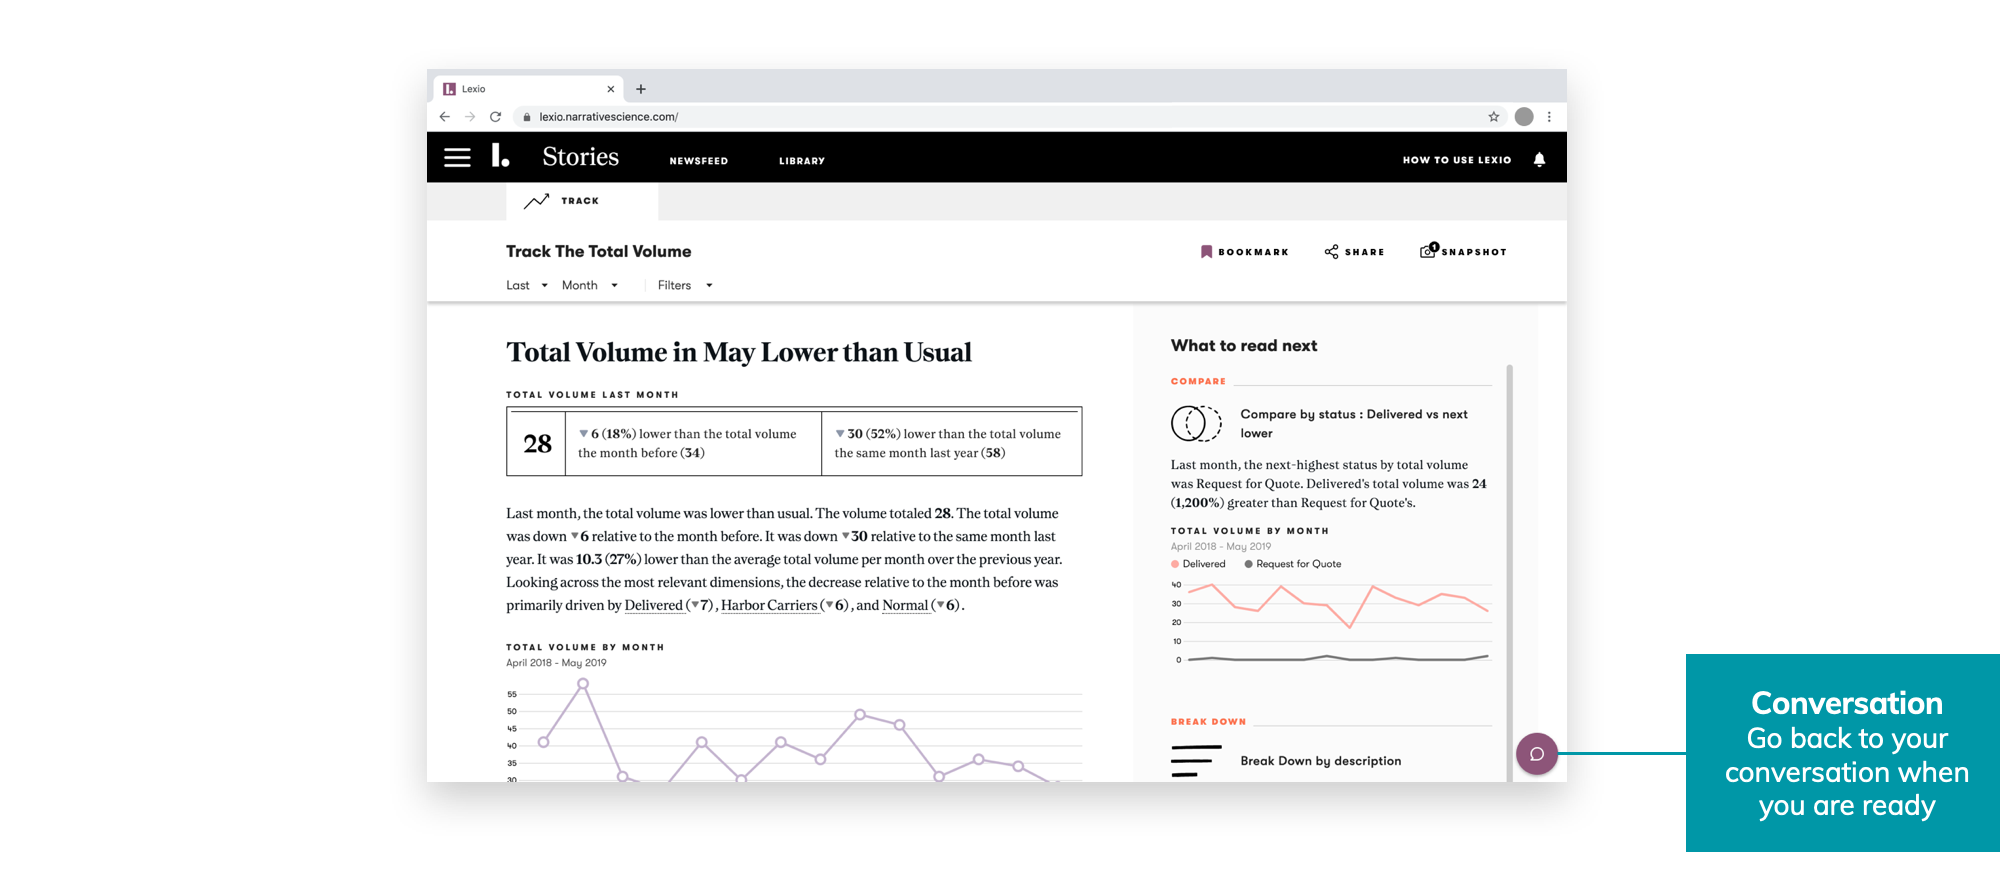 Lexio
lexio.narrativescience.com/
Stories
NEWSFEED
LIBRARY
HOW TO USE LEXIO
TRACK
Track The Total Volume
BOOKMARK
SHARE
1
SNAPSHOT
Last
Month
Filters
Total Volume in May Lower than Usual
TOTAL VOLUME LAST MONTH
28
▼ 6 (18%) lower than the total volume
the month before (34)
▼ 30 (52%) lower than the total volume
the same month last year (58)
Last month, the total volume was lower than usual. The volume totaled 28. The total volume
was down ▼6 relative to the month before. It was down ▼30 relative to the same month last
year. It was 10.3 (27%) lower than the average total volume per month over the previous year.
Looking across the most relevant dimensions, the decrease relative to the month before was
primarily driven by Delivered (▼7), Harbor Carriers (▼6), and Normal (▼6).
TOTAL VOLUME BY MONTH
April 2018 - May 2019
55
50
45
40
35
30
What to read next
COMPARE
Compare by status : Delivered vs next
lower
Last month, the next-highest status by total volume
was Request for Quote. Delivered's total volume was 24
(1,200%) greater than Request for Quote's.
TOTAL VOLUME BY MONTH
April 2018 - May 2019
Delivered
Request for Quote
40
30
20
10
0
BREAK DOWN
Break Down by description
Conversation
Go back to your
conversation when
you are ready